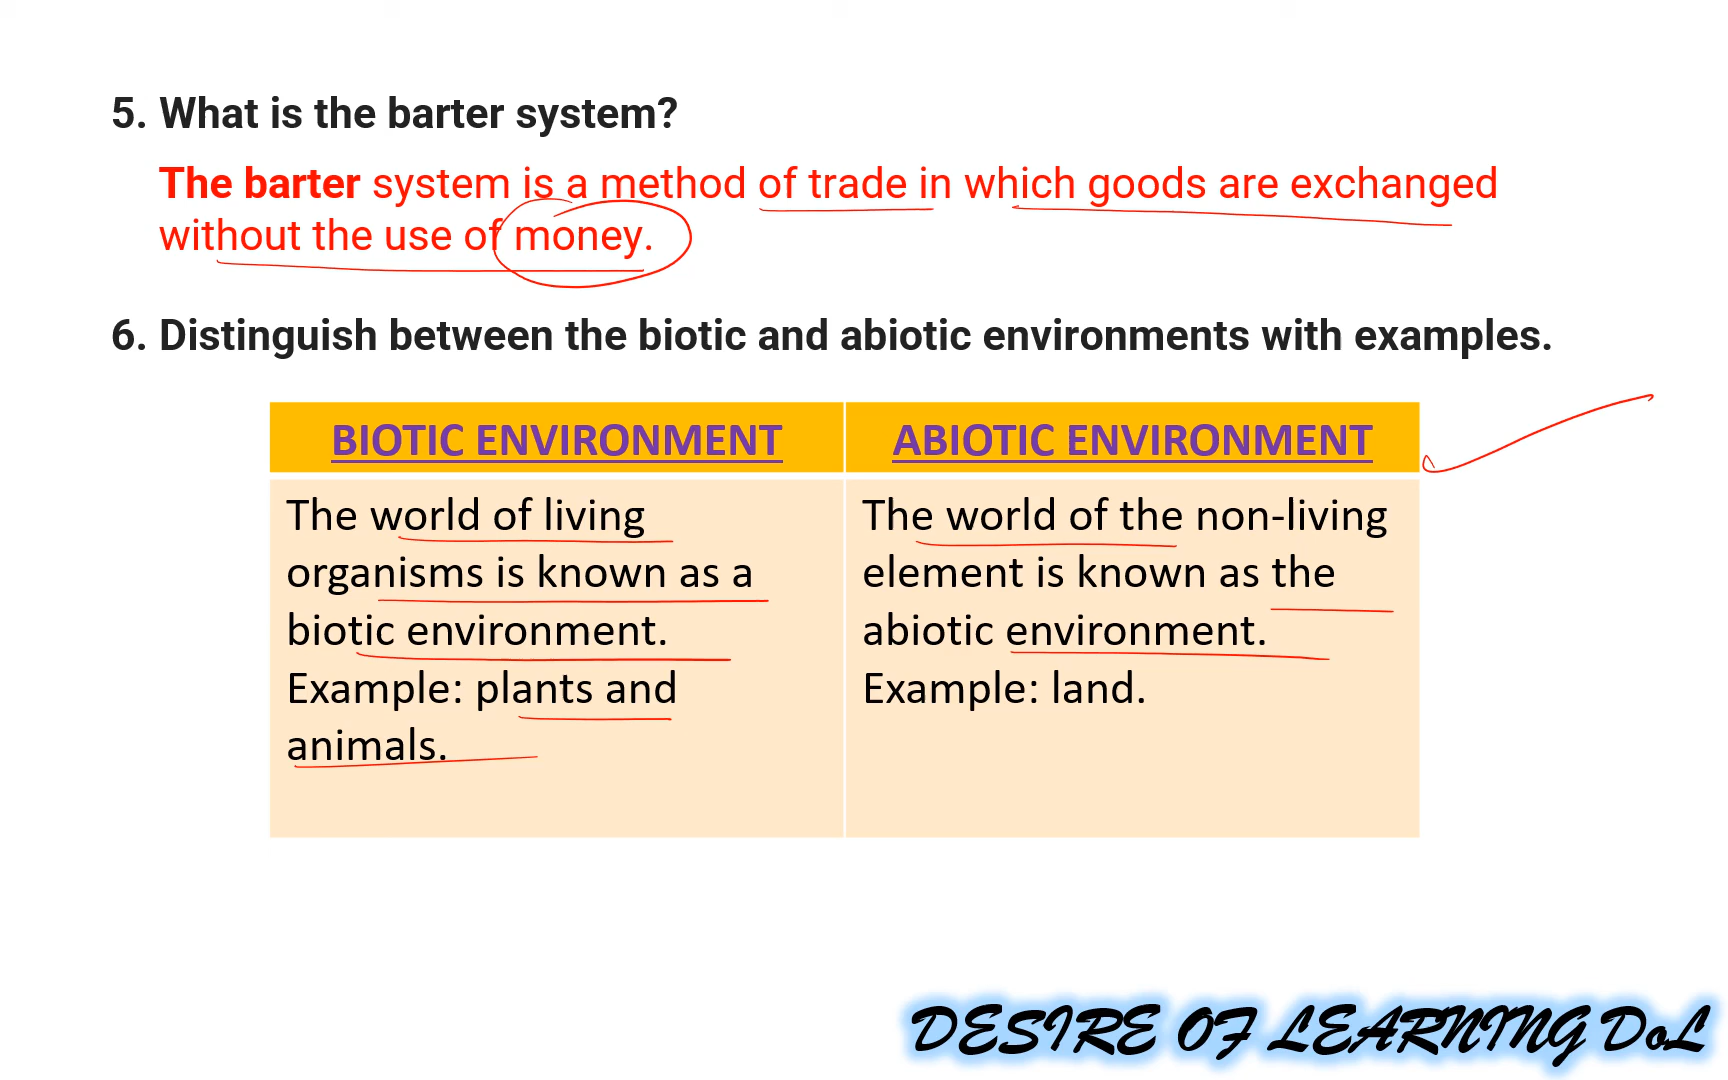 5. What is the barter system?
The barter system is a method of trade in which goods are exchanged
without the use of money.
6. Distinguish between the biotic and abiotic environments with examples.
BIOTIC ENVIRONMENT
The world of living
organisms is known as a
biotic environment.
Example: plants and
animals.
ABIOTIC ENVIRONMENT
The world of the non-living
element is known as the
abiotic environment.
Example: land.
DESIRE OF LEARNING DoL